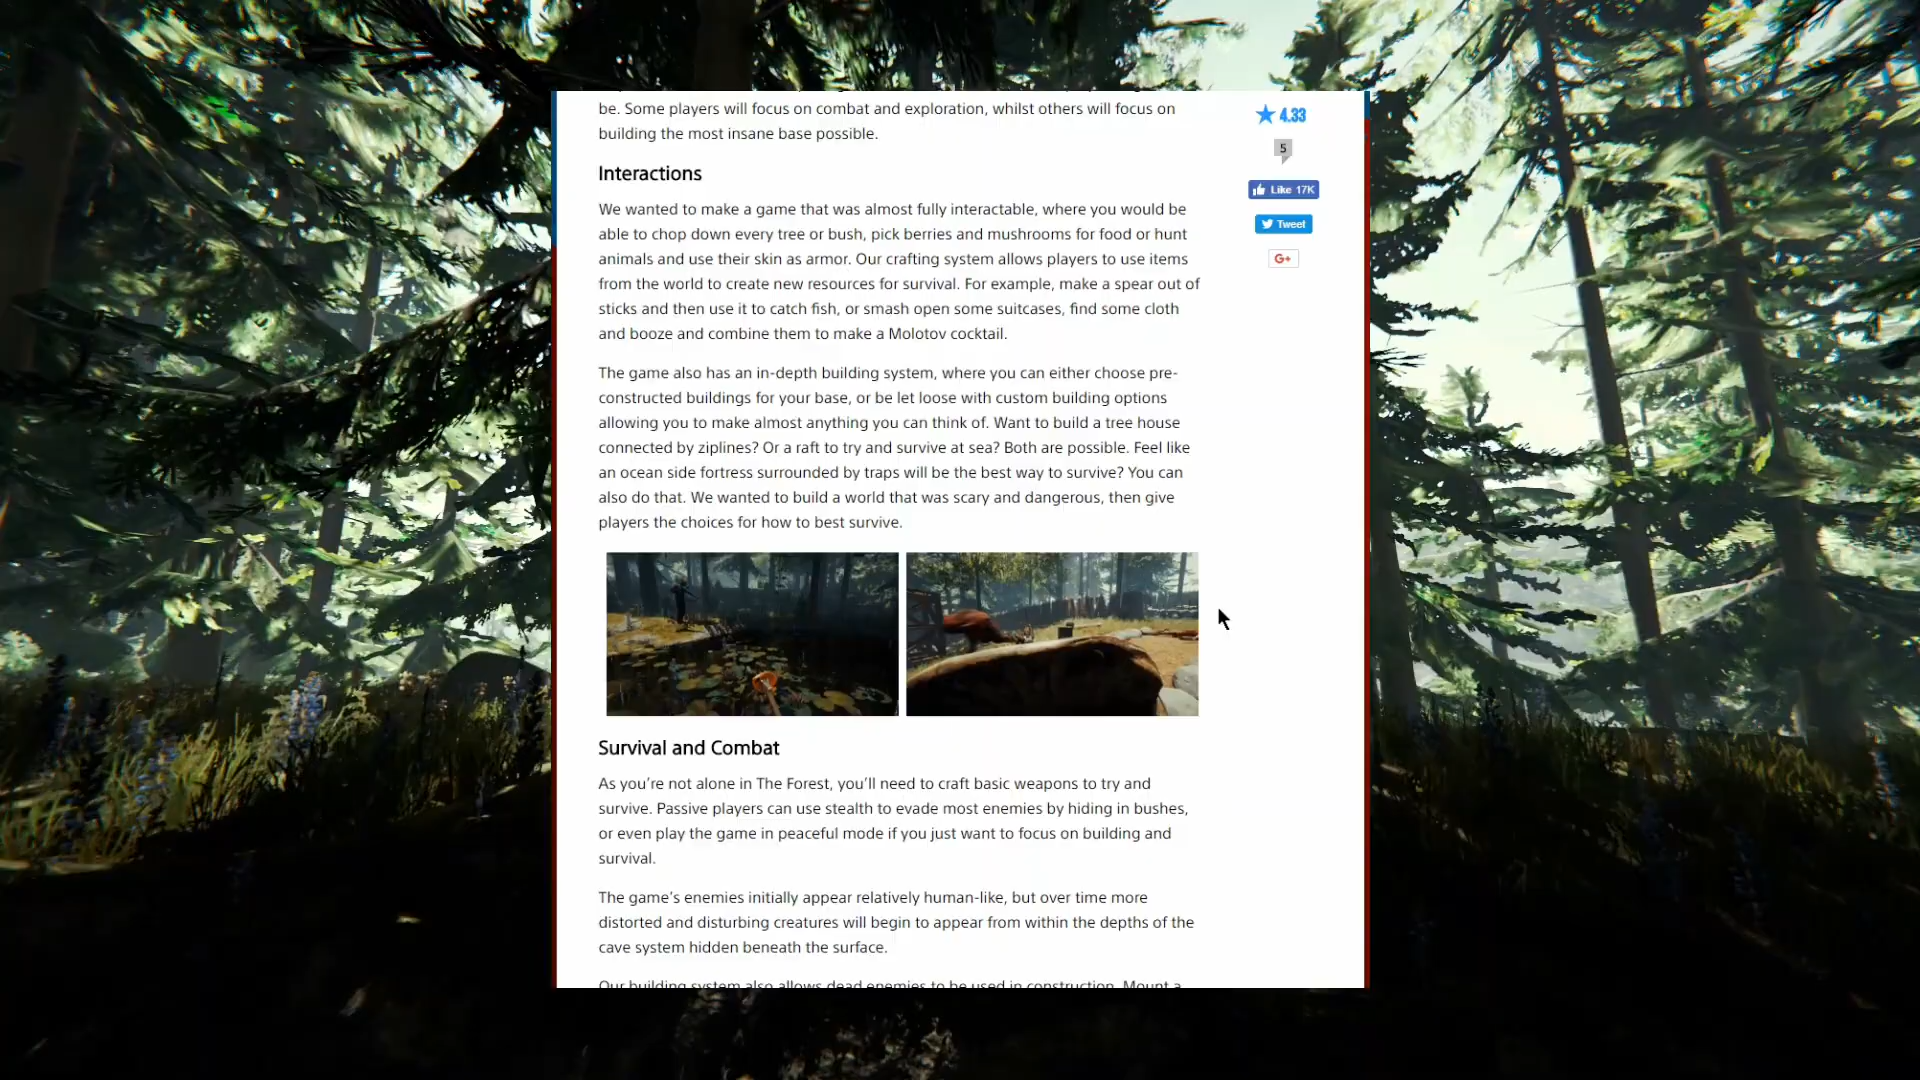 be. Some players will focus on combat and exploration, whilst others will focus on
building the most insane base possible.
4.33
5
Like 17K
Tweet
G+
Interactions
We wanted to make a game that was almost fully interactable, where you would be
able to chop down every tree or bush, pick berries and mushrooms for food or hunt
animals and use their skin as armor. Our crafting system allows players to use items
from the world to create new resources for survival. For example, make a spear out of
sticks and then use it to catch fish, or smash open some suitcases, find some cloth
and booze and combine them to make a Molotov cocktail.
The game also has an in-depth building system, where you can either choose pre-
constructed buildings for your base, or be let loose with custom building options
allowing you to make almost anything you can think of. Want to build a tree house
connected by ziplines? Or a raft to try and survive at sea? Both are possible. Feel like
an ocean side fortress surrounded by traps will be the best way to survive? You can
also do that. We wanted to build a world that was scary and dangerous, then give
players the choices for how to best survive.
Survival and Combat
As you’re not alone in The Forest, you’ll need to craft basic weapons to try and
survive. Passive players can use stealth to evade most enemies by hiding in bushes,
or even play the game in peaceful mode if you just want to focus on building and
survival.
The game’s enemies initially appear relatively human-like, but over time more
distorted and disturbing creatures will begin to appear from within the depths of the
cave system hidden beneath the surface.
Our building system also allows dead enemies to be used in construction. Mount a